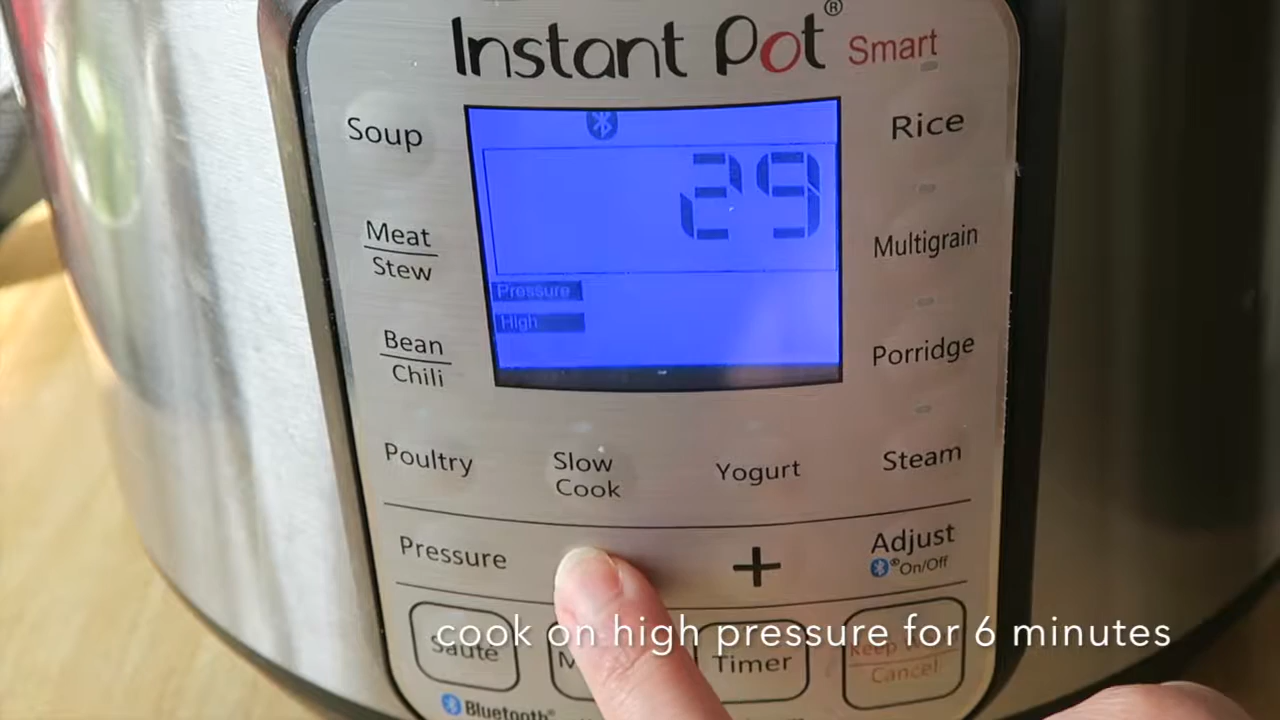 Instant Pot® Smart
Soup
29
Rice
Meat
Stew
Multigrain
Pressure
High
Bean
Chili
Porridge
Poultry
Slow
Cook
Yogurt
Steam
Pressure
+
Adjust
® On/Off
cook on high pressure for 6 minutes
Saute
Timer
Cancel
Bluetooth®